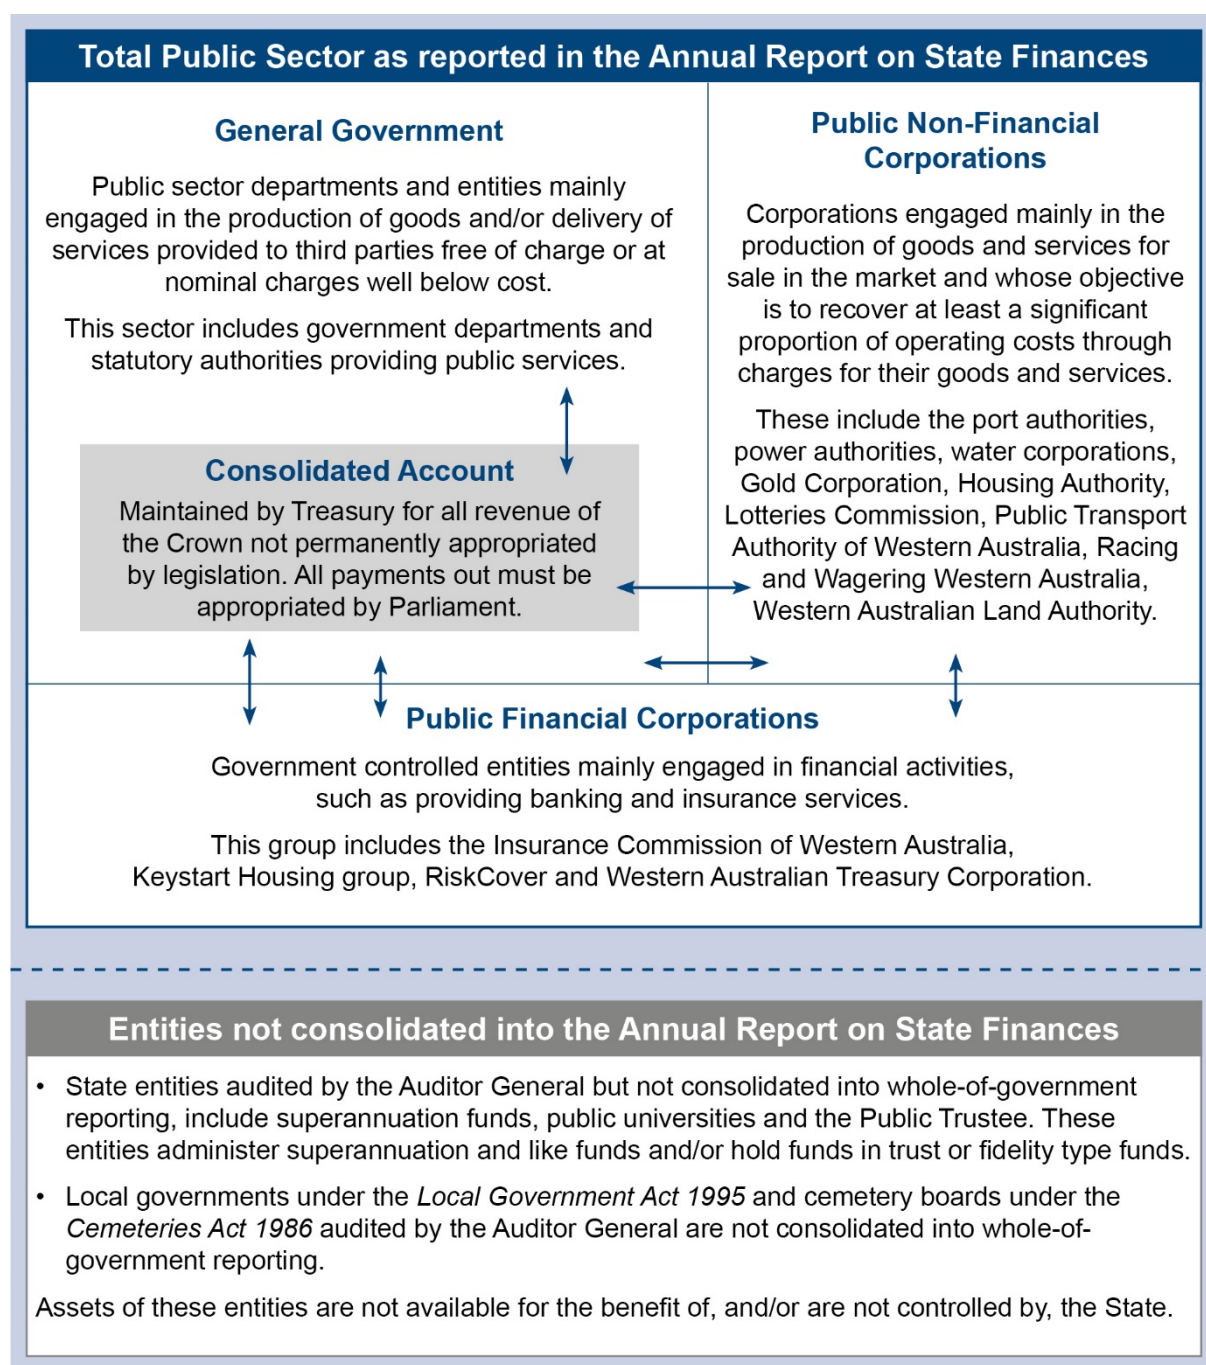 Total Public Sector as reported in the Annual Report on State Finances
General Government
Public sector departments and entities mainly
engaged in the production of goods and/or delivery of
services provided to third parties free of charge or at
nominal charges well below cost.
This sector includes government departments and
statutory authorities providing public services.
Consolidated Account
Maintained by Treasury for all revenue of
the Crown not permanently appropriated
by legislation. All payments out must be
appropriated by Parliament.
Public Non-Financial
Corporations
Corporations engaged mainly in the
production of goods and services for
sale in the market and whose objective
is to recover at least a significant
proportion of operating costs through
charges for their goods and services.
These include the port authorities,
power authorities, water corporations,
Gold Corporation, Housing Authority,
Lotteries Commission, Public Transport
Authority of Western Australia, Racing
and Wagering Western Australia,
Western Australian Land Authority.
Public Financial Corporations
Government controlled entities mainly engaged in financial activities,
such as providing banking and insurance services.
This group includes the Insurance Commission of Western Australia,
Keystart Housing group, RiskCover and Western Australian Treasury Corporation.
Entities not consolidated into the Annual Report on State Finances
• State entities audited by the Auditor General but not consolidated into whole-of-government
reporting, include superannuation funds, public universities and the Public Trustee. These
entities administer superannuation and like funds and/or hold funds in trust or fidelity type funds.
• Local governments under the Local Government Act 1995 and cemetery boards under the
Cemeteries Act 1986 audited by the Auditor General are not consolidated into whole-of-
government reporting.
Assets of these entities are not available for the benefit of, and/or are not controlled by, the State.